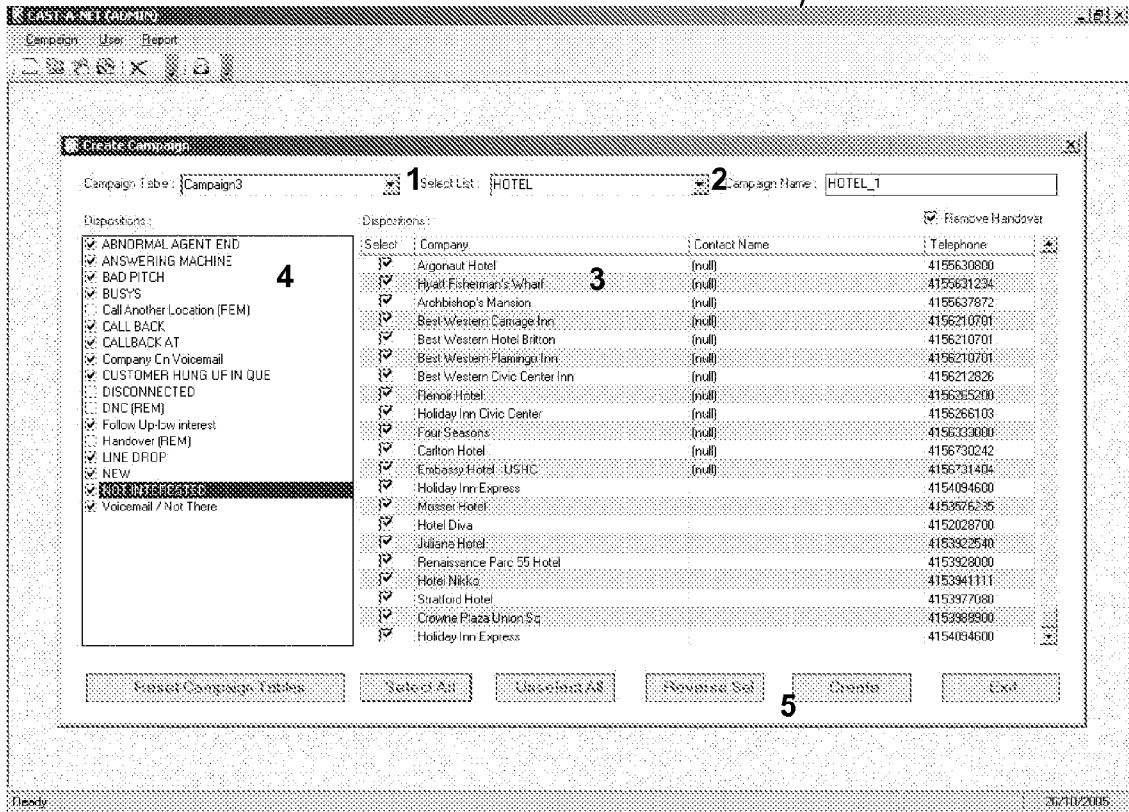 CAST-A-NET (ADMIN)
Campaign User Report
Create Campaign
Campaign Table : Campaign3 1 Select List : HOTEL 2 Campaign Name : HOTEL_1
Dispositions : Dispositions : Remove Handover
ABNORMAL AGENT END
ANSWERING MACHINE
BAD PITCH
BUSYS
Call Another Location (REM)
CALL BACK
CALLBACK AT
Company On Voicemail
CUSTOMER HUNG UP IN QUE
DISCONNECTED
DNC (REM)
Follow Up-low interest
Handover (REM)
LINE DROP
NEW
NOT INTERESTED
Voicemail / Not There
4
Select Company Contact Name Telephone
Argonaut Hotel (null) 4155630800
Hyatt Fisherman's Wharf 3 (null) 4155631234
Archbishop's Mansion (null) 4155637872
Best Western Carriage Inn (null) 4156210701
Best Western Hotel Britton (null) 4156210701
Best Western Flamingo Inn (null) 4156210701
Best Western Civic Center Inn (null) 4156212826
Renoir Hotel (null) 4156265200
Holiday Inn Civic Center (null) 4156266103
Four Seasons (null) 4156339000
Carlton Hotel (null) 4156730242
Embassy Hotel - USHC (null) 4156731404
Holiday Inn Express 4154094600
Mosser Hotel 4153576235
Hotel Diva 4152028700
Juliana Hotel 4153922540
Renaissance Parc 55 Hotel 4153928000
Hotel Nikko 4153941111
Stratford Hotel 4153977080
Crowne Plaza Union Sq 4153988900
Holiday Inn Express 4154094600
Reset Campaign Tables Select All Unselect All Reverse Sel Create Exit
5
Ready 26/10/2005